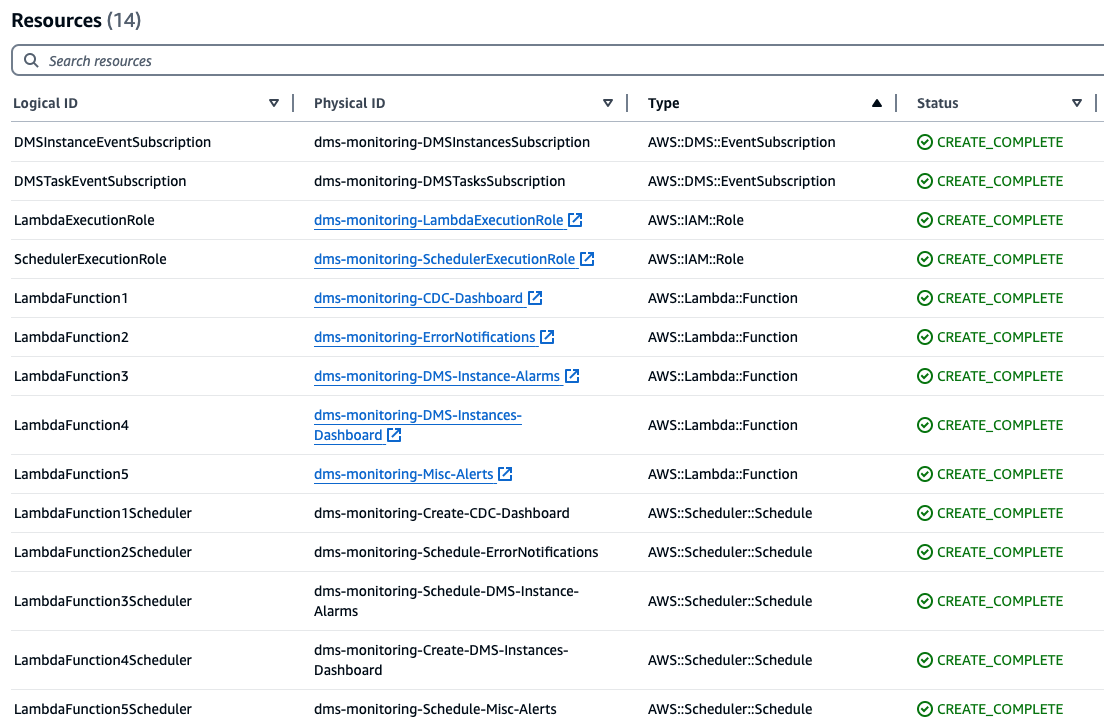 Resources (14)
Search resources
Logical ID Physical ID Type Status
DMSInstanceEventSubscription dms-monitoring-DMSInstancesSubscription AWS::DMS::EventSubscription CREATE_COMPLETE
DMSTaskEventSubscription dms-monitoring-DMSTasksSubscription AWS::DMS::EventSubscription CREATE_COMPLETE
LambdaExecutionRole dms-monitoring-LambdaExecutionRole AWS::IAM::Role CREATE_COMPLETE
SchedulerExecutionRole dms-monitoring-SchedulerExecutionRole AWS::IAM::Role CREATE_COMPLETE
LambdaFunction1 dms-monitoring-CDC-Dashboard AWS::Lambda::Function CREATE_COMPLETE
LambdaFunction2 dms-monitoring-ErrorNotifications AWS::Lambda::Function CREATE_COMPLETE
LambdaFunction3 dms-monitoring-DMS-Instance-Alarms AWS::Lambda::Function CREATE_COMPLETE
dms-monitoring-DMS-Instances-
LambdaFunction4 AWS::Lambda::Function CREATE_COMPLETE
Dashboard
LambdaFunction5 dms-monitoring-Misc-Alerts AWS::Lambda::Function CREATE_COMPLETE
LambdaFunction1Scheduler dms-monitoring-Create-CDC-Dashboard AWS::Scheduler::Schedule CREATE_COMPLETE
LambdaFunction2Scheduler dms-monitoring-Schedule-ErrorNotifications AWS::Scheduler::Schedule CREATE_COMPLETE
dms-monitoring-Schedule-DMS-Instance-
LambdaFunction3Scheduler AWS::Scheduler::Schedule CREATE_COMPLETE
Alarms
dms-monitoring-Create-DMS-Instances-
LambdaFunction4Scheduler AWS::Scheduler::Schedule CREATE_COMPLETE
Dashboard
LambdaFunction5Scheduler dms-monitoring-Schedule-Misc-Alerts AWS::Scheduler::Schedule CREATE_COMPLETE